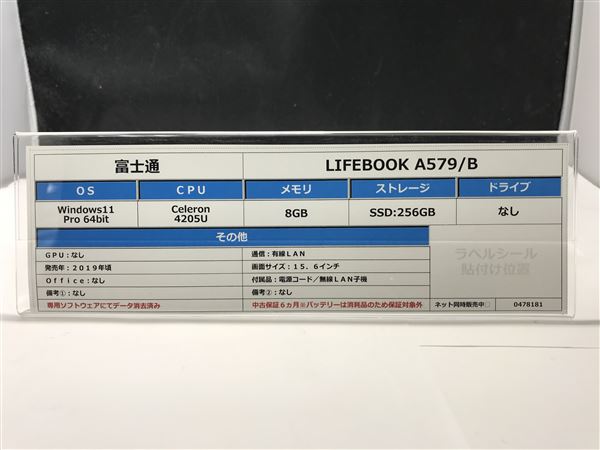 富士通 LIFEBOOK A579/B
OS CPU メモリ ストレージ ドライブ
Windows11 Celeron 8GB SSD:256GB なし
Pro 64bit 4205U
その他
GPU:なし 通信:有線LAN
発売年:2019年頃 画面サイズ:15.6インチ
Office:なし 付属品:電源コード/無線LAN子機
備考①:なし 備考②:なし
専用ソフトウェアにてデータ消去済み 中古保証6ヵ月※バッテリーは消耗品のため保証対象外 ネット同時販売中□ 0478181
ラベルシール
貼付け位置